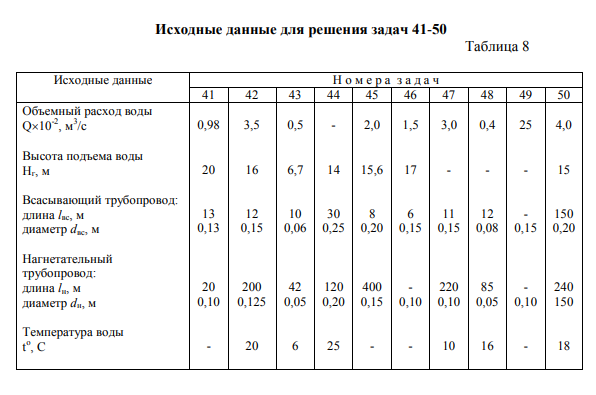 Исходные данные для решения задач 41-50
Таблица 8
Исходные данные Н о м е р а з а д а ч
41 42 43 44 45 46 47 48 49 50
Объемный расход воды
Q×10⁻², м³/с 0,98 3,5 0,5 - 2,0 1,5 3,0 0,4 25 4,0
Высота подъема воды
Hг, м 20 16 6,7 14 15,6 17 - - - 15
Всасывающий трубопровод:
длина lвс, м 13 12 10 30 8 6 11 12 - 150
диаметр dвс, м 0,13 0,15 0,06 0,25 0,20 0,15 0,15 0,08 0,15 0,20
Нагнетательный
трубопровод:
длина lн, м 20 200 42 120 400 - 220 85 - 240
диаметр dн, м 0,10 0,125 0,05 0,20 0,15 0,10 0,10 0,05 0,10 150
Температура воды
tº, С - 20 6 25 - - 10 16 - 18